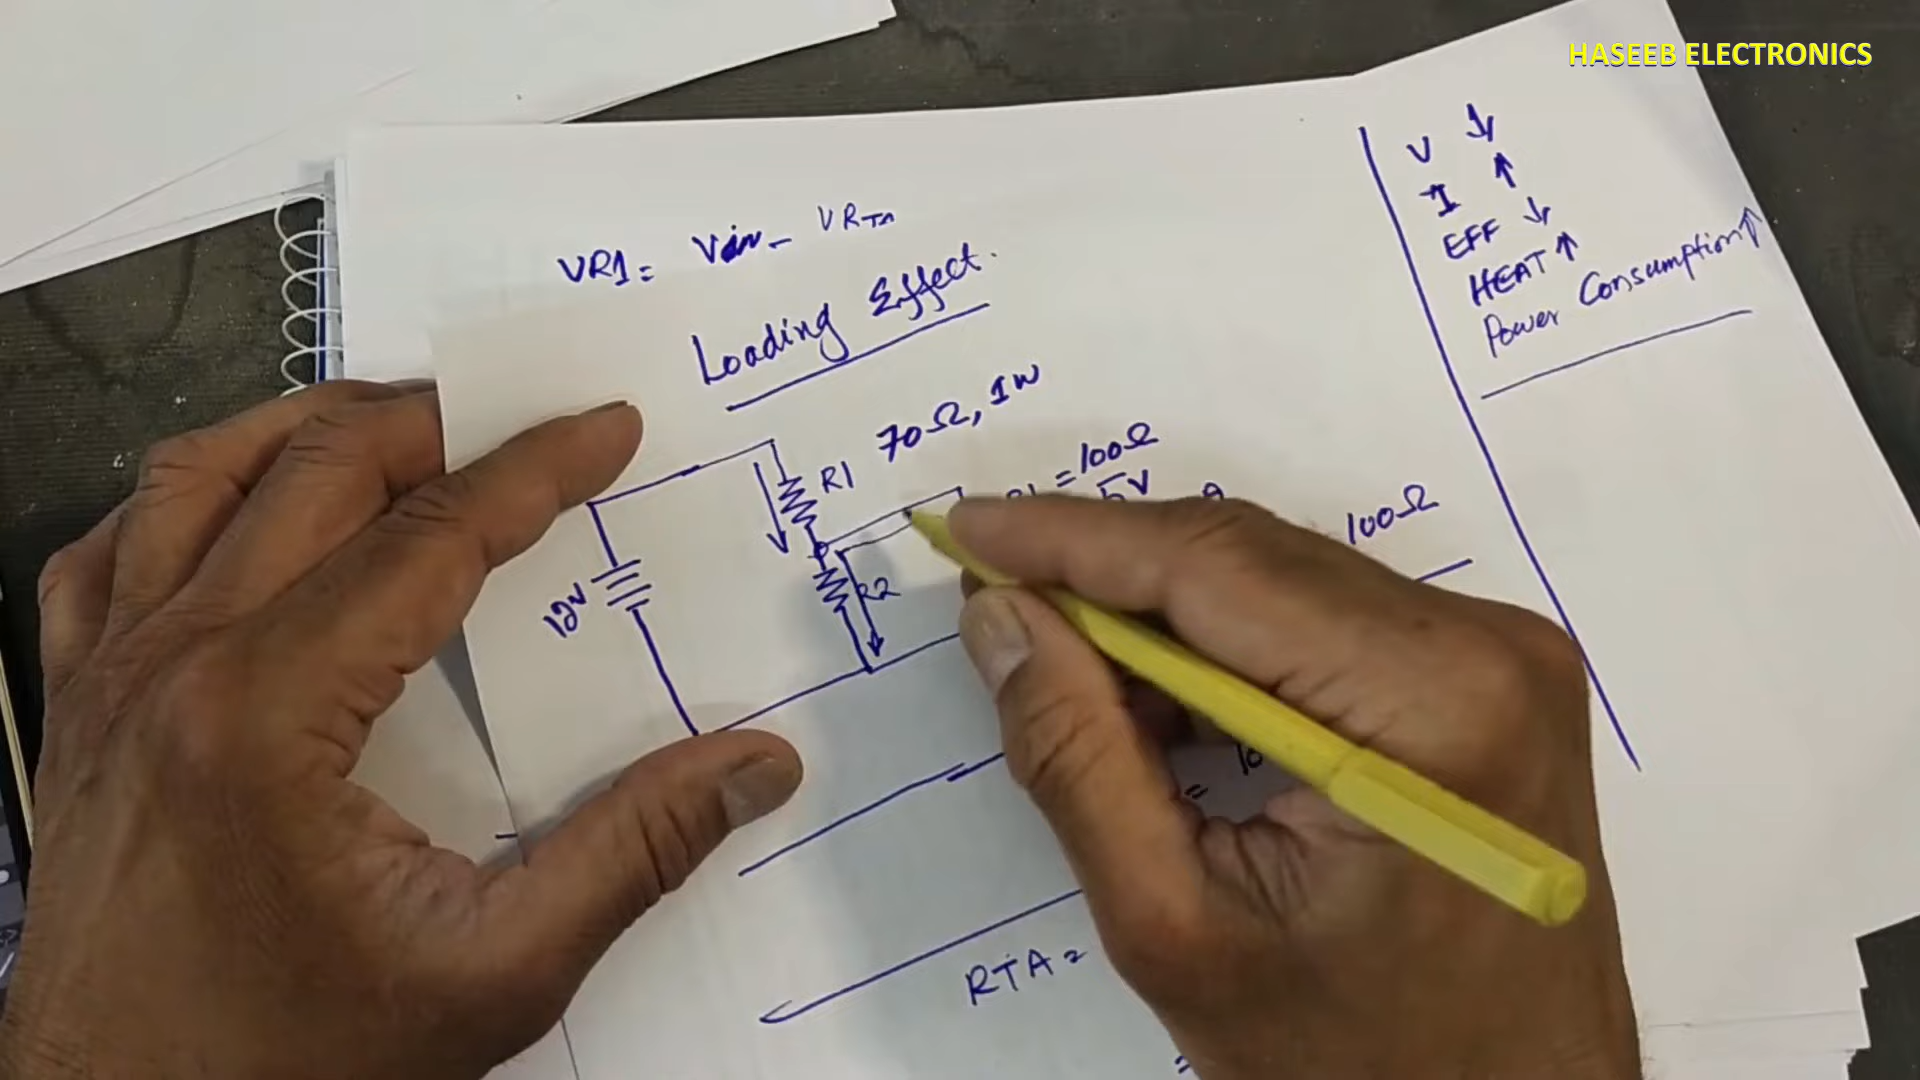 HASEEB ELECTRONICS
VR1 = Vin - VRTA
Loading Effect.
70Ω, 1W
R1
= 100Ω
5V
100Ω
12V
R2
=
RTA =
=
V ↓
I ↑
EFF ↓
HEAT ↑
Power Consumption ↑